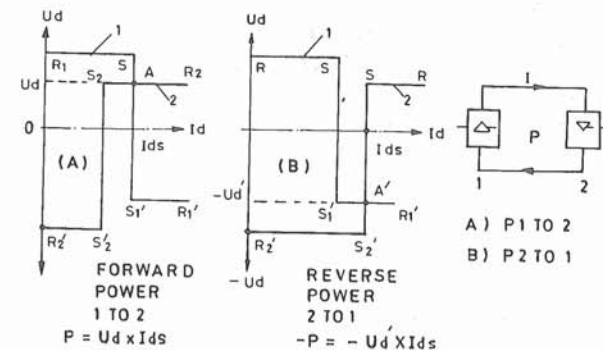 Ud
1
R1
S2
S
A
R2
Ud
2
0
Id
(A)
Ids
S1'
R1'
R2'
S2'
FORWARD
POWER
1 TO 2
P = Ud x Ids
Ud
1
R
S
S
R
2
Id
Ids
(B)
-Ud'
S1'
A'
R1'
R2'
S2'
-Ud
REVERSE
POWER
2 TO 1
-P = - Ud' X Ids
I
P
1
2
A) P1 TO 2
B) P2 TO 1